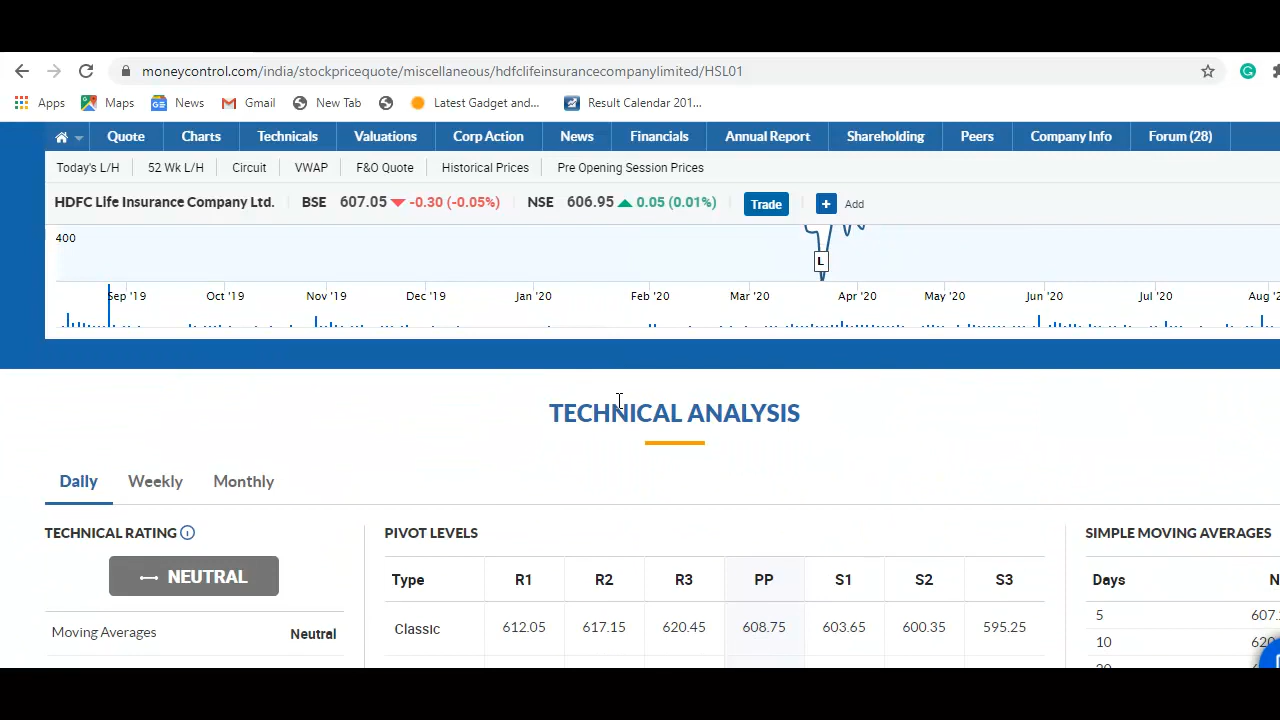 moneycontrol.com/india/stockpricequote/miscellaneous/hdfclifeinsurancecompanylimited/HSL01
Apps Maps News Gmail New Tab Latest Gadget and... Result Calendar 201...
Quote Charts Technicals Valuations Corp Action News Financials Annual Report Shareholding Peers Company Info Forum (28)
Today's L/H 52 Wk L/H Circuit VWAP F&O Quote Historical Prices Pre Opening Session Prices
HDFC Life Insurance Company Ltd. BSE 607.05 -0.30 (-0.05%) NSE 606.95 0.05 (0.01%) Trade + Add
400
L
Sep '19 Oct '19 Nov '19 Dec '19 Jan '20 Feb '20 Mar '20 Apr '20 May '20 Jun '20 Jul '20 Aug '2
TECHNICAL ANALYSIS
Daily Weekly Monthly
TECHNICAL RATING PIVOT LEVELS SIMPLE MOVING AVERAGES
NEUTRAL Type R1 R2 R3 PP S1 S2 S3 Days N
5 607.
Moving Averages Neutral Classic 612.05 617.15 620.45 608.75 603.65 600.35 595.25
10 620